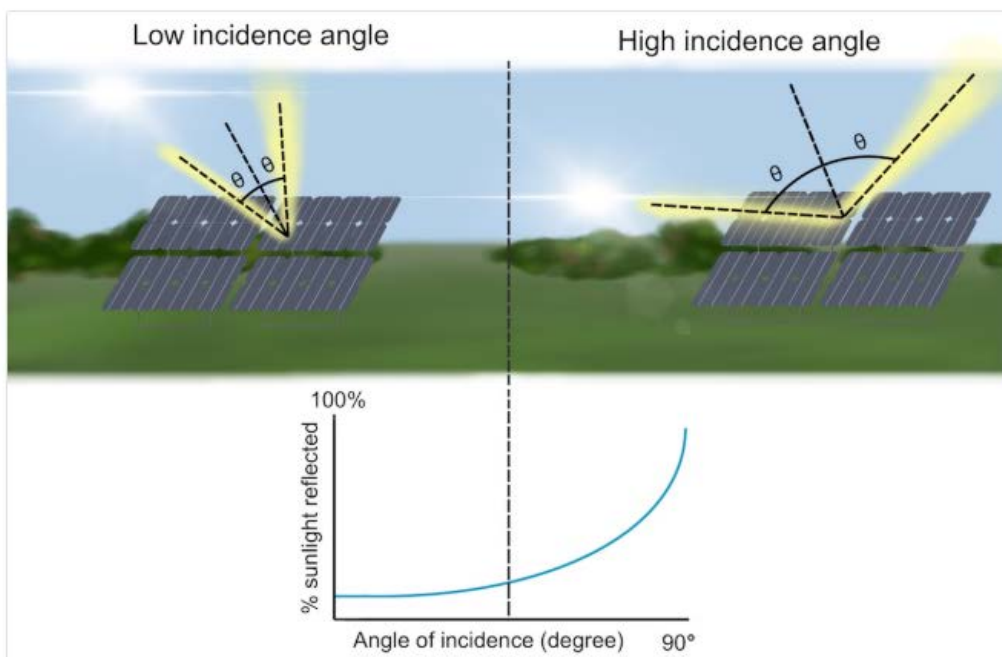 Low incidence angle
High incidence angle
θ
θ
θ
θ
100%
% sunlight reflected
Angle of incidence (degree)
90°